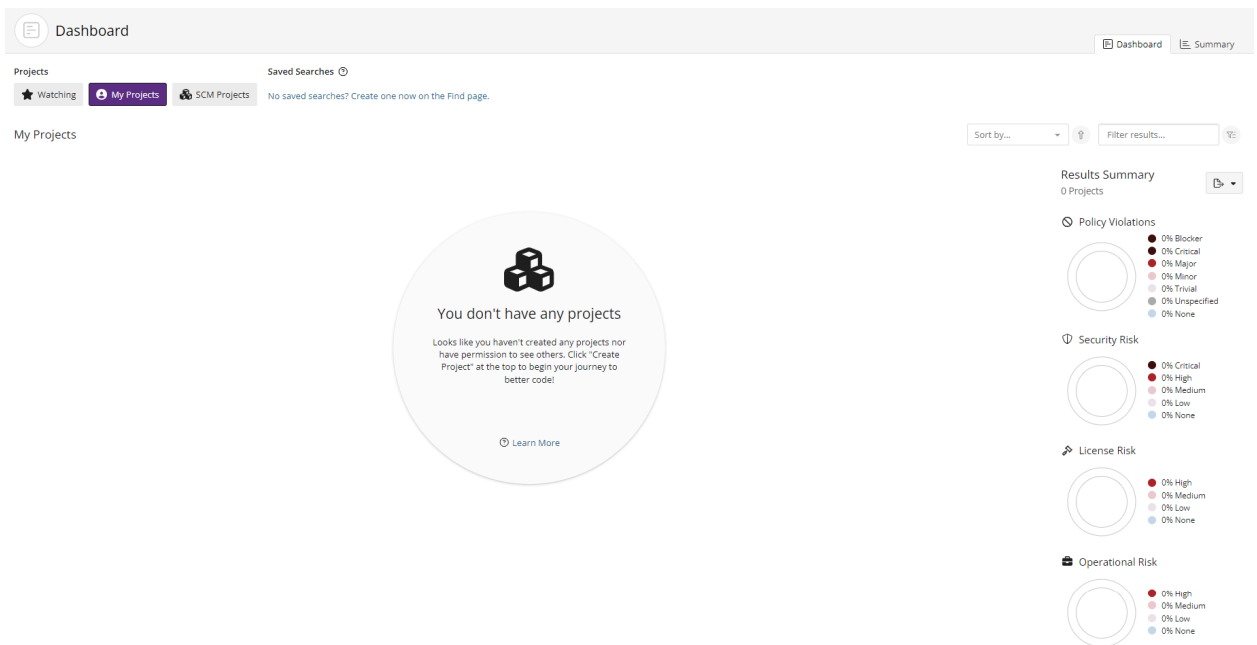 Dashboard
Dashboard
Summary
Projects
Saved Searches
Watching
My Projects
SCM Projects
No saved searches? Create one now on the Find page.
My Projects
Sort by...
Filter results...
Results Summary
0 Projects
Policy Violations
0% Blocker
0% Critical
0% Major
0% Minor
0% Trivial
0% Unspecified
0% None
You don't have any projects
Looks like you haven't created any projects nor
have permission to see others. Click "Create
Project" at the top to begin your journey to
better code!
Learn More
Security Risk
0% Critical
0% High
0% Medium
0% Low
0% None
License Risk
0% High
0% Medium
0% Low
0% None
Operational Risk
0% High
0% Medium
0% Low
0% None